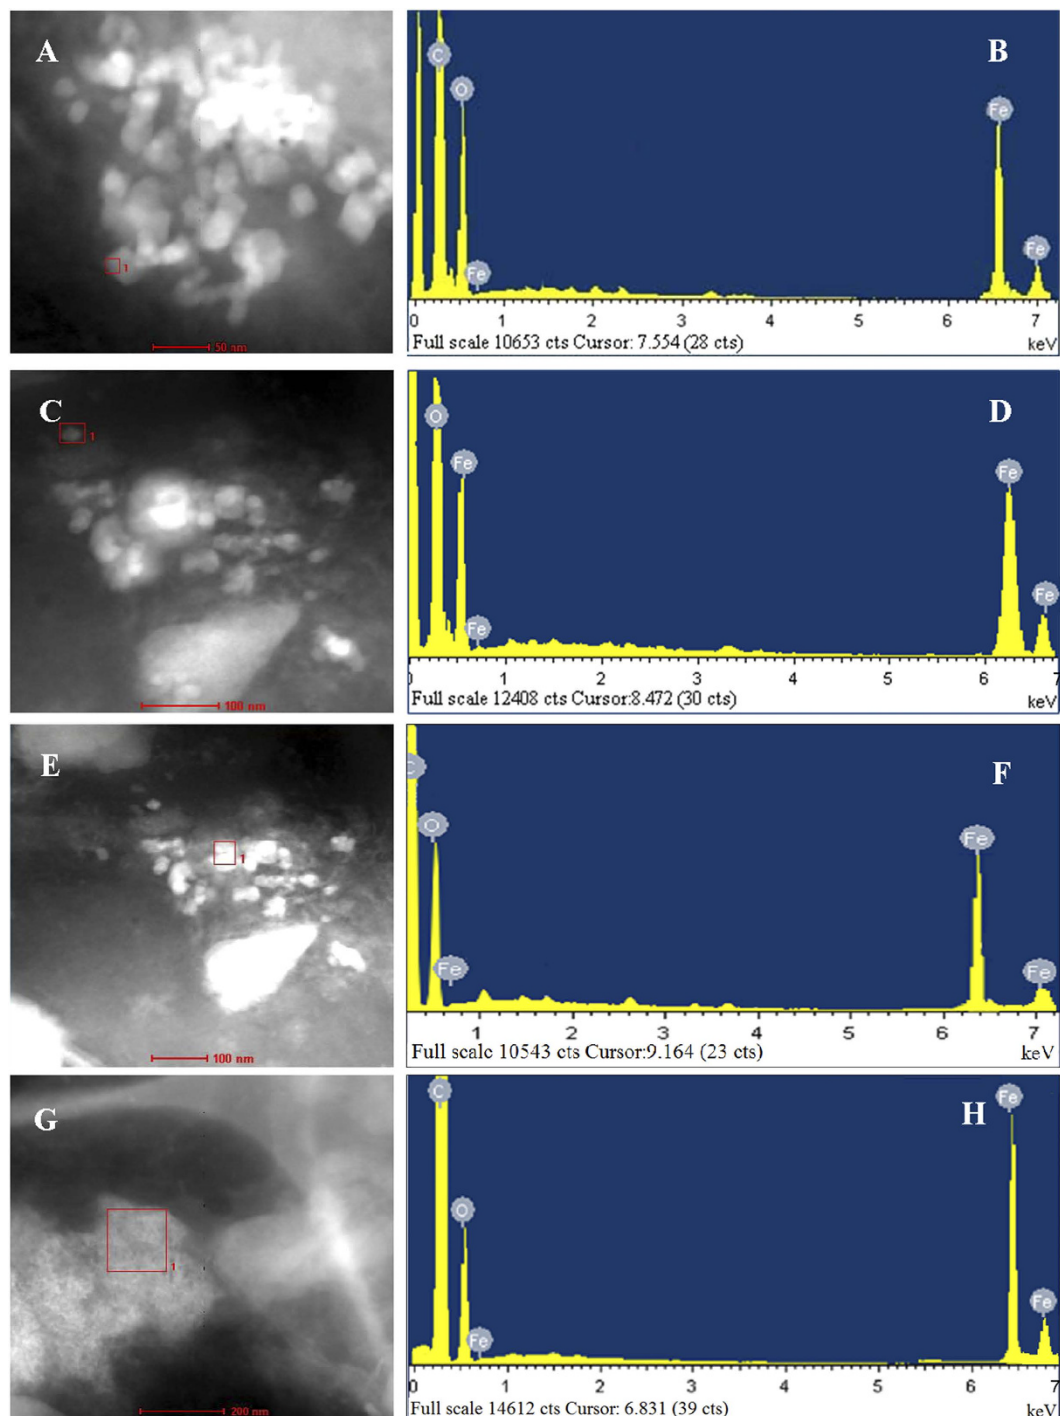 A
1
50 nm
B
C
O
Fe
Fe
Fe
0 1 2 3 4 5 6 7
Full scale 10653 cts Cursor: 7.554 (28 cts)
keV
C
1
100 nm
D
O
Fe
Fe
Fe
Fe
0 1 2 3 4 5 6 7
Full scale 12408 cts Cursor:8.472 (30 cts)
keV
E
1
100 nm
F
C
O
Fe
Fe
Fe
1 2 3 4 5 6 7
Full scale 10543 cts Cursor:9.164 (23 cts)
keV
G
1
200 nm
H
C
O
Fe
Fe
Fe
0 1 2 3 4 5 6 7
Full scale 14612 cts Cursor: 6.831 (39 cts)
keV